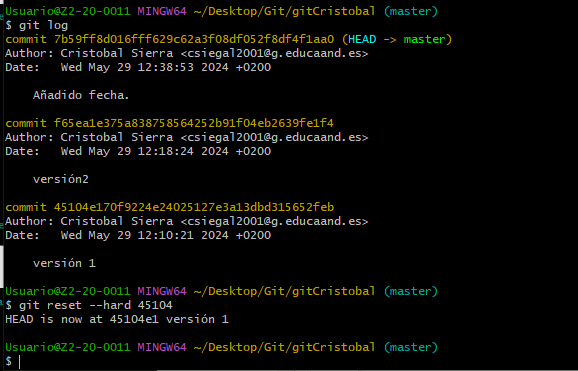 Usuario@Z2-20-0011 MINGW64 ~/Desktop/Git/gitCristobal (master)
$ git log
commit 7b59ff8d016fff629c62a3f08df052f8df4f1aa0 (HEAD -> master)
Author: Cristobal Sierra <csiegal2001@g.educaand.es>
Date:   Wed May 29 12:38:53 2024 +0200

    Añadido fecha.

commit f65ea1e375a838758564252b91f04eb2639fe1f4
Author: Cristobal Sierra <csiegal2001@g.educaand.es>
Date:   Wed May 29 12:18:24 2024 +0200

    versión2

commit 45104e170f9224e24025127e3a13dbd315652feb
Author: Cristobal Sierra <csiegal2001@g.educaand.es>
Date:   Wed May 29 12:10:21 2024 +0200

    versión 1

Usuario@Z2-20-0011 MINGW64 ~/Desktop/Git/gitCristobal (master)
$ git reset --hard 45104
HEAD is now at 45104e1 versión 1

Usuario@Z2-20-0011 MINGW64 ~/Desktop/Git/gitCristobal (master)
$